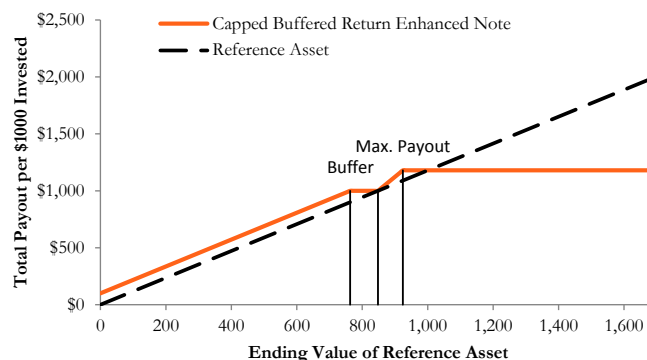 $2,500
Capped Buffered Return Enhanced Note
Reference Asset
$2,000
$1,500
Max. Payout
Buffer
$1,000
$500
$0
Total Payout per $1000 Invested
0 200 400 600 800 1,000 1,200 1,400 1,600
Ending Value of Reference Asset